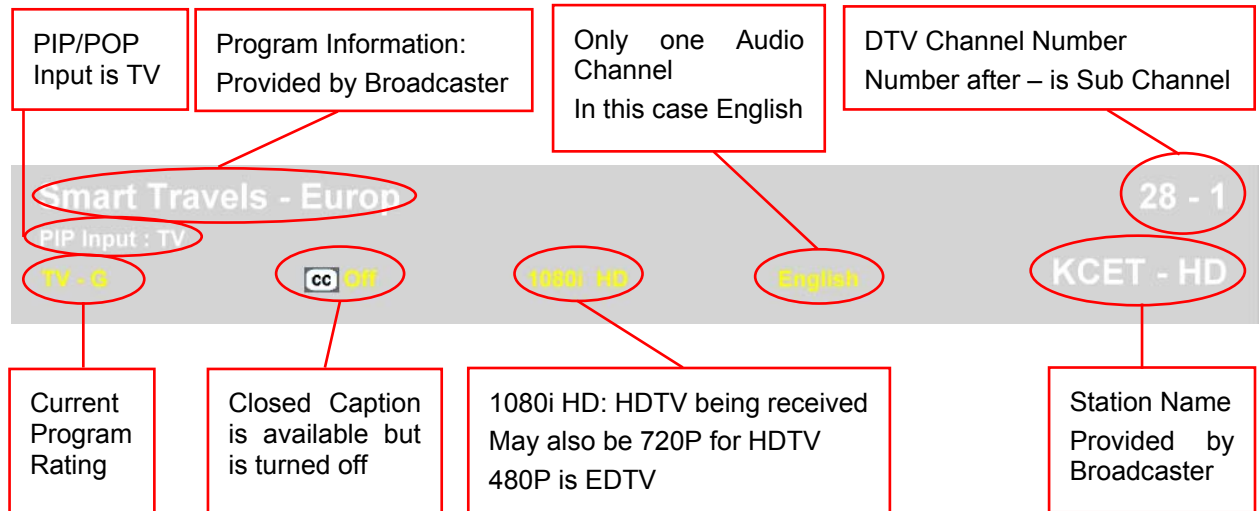 PIP/POP
Input is TV
Program Information:
Provided by Broadcaster
Only one Audio
Channel
In this case English
DTV Channel Number
Number after – is Sub Channel
Smart Travels - Europ
28 - 1
PIP Input : TV
TV - G
cc Off
1080i HD
English
KCET - HD
Current
Program
Rating
Closed Caption
is available but
is turned off
1080i HD: HDTV being received
May also be 720P for HDTV
480P is EDTV
Station Name
Provided by
Broadcaster